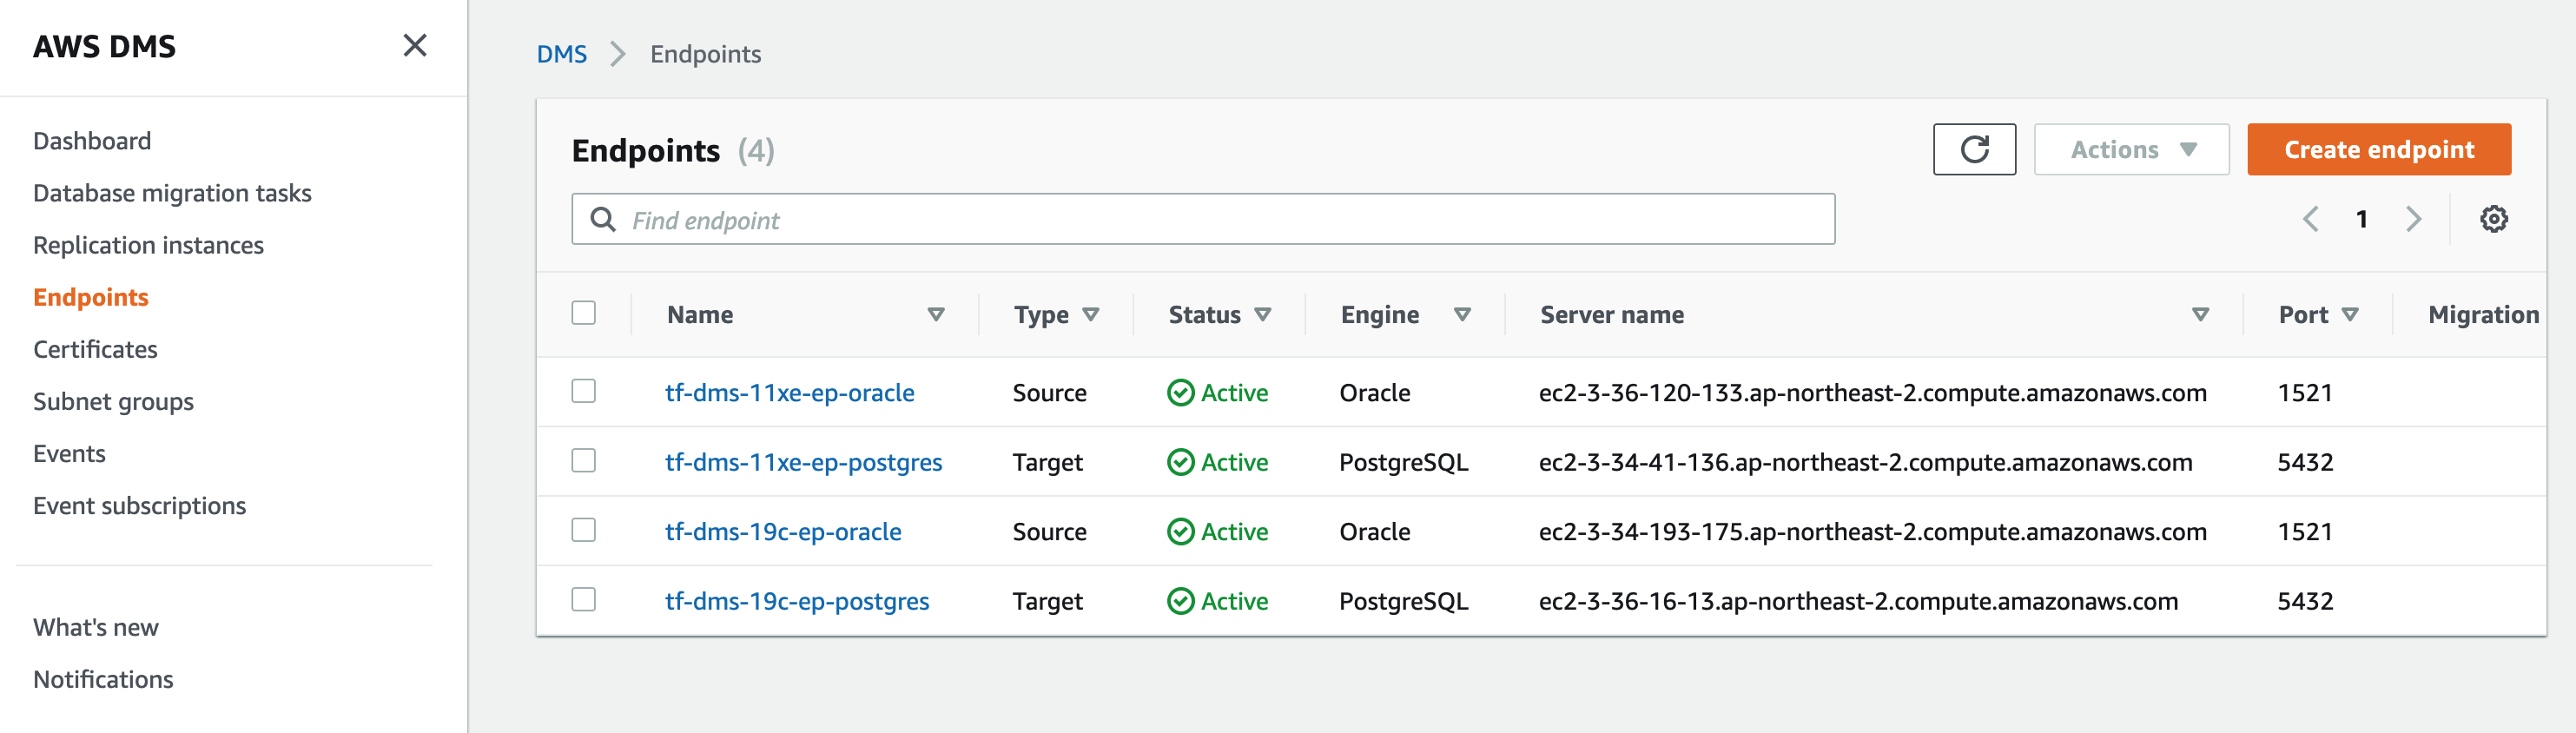 AWS DMS
Dashboard
Database migration tasks
Replication instances
Endpoints
Certificates
Subnet groups
Events
Event subscriptions
What's new
Notifications
DMS > Endpoints
Endpoints (4)
Actions
Create endpoint
Find endpoint
1
Name Type Status Engine Server name Port Migration
tf-dms-11xe-ep-oracle Source Active Oracle ec2-3-36-120-133.ap-northeast-2.compute.amazonaws.com 1521
tf-dms-11xe-ep-postgres Target Active PostgreSQL ec2-3-34-41-136.ap-northeast-2.compute.amazonaws.com 5432
tf-dms-19c-ep-oracle Source Active Oracle ec2-3-34-193-175.ap-northeast-2.compute.amazonaws.com 1521
tf-dms-19c-ep-postgres Target Active PostgreSQL ec2-3-36-16-13.ap-northeast-2.compute.amazonaws.com 5432